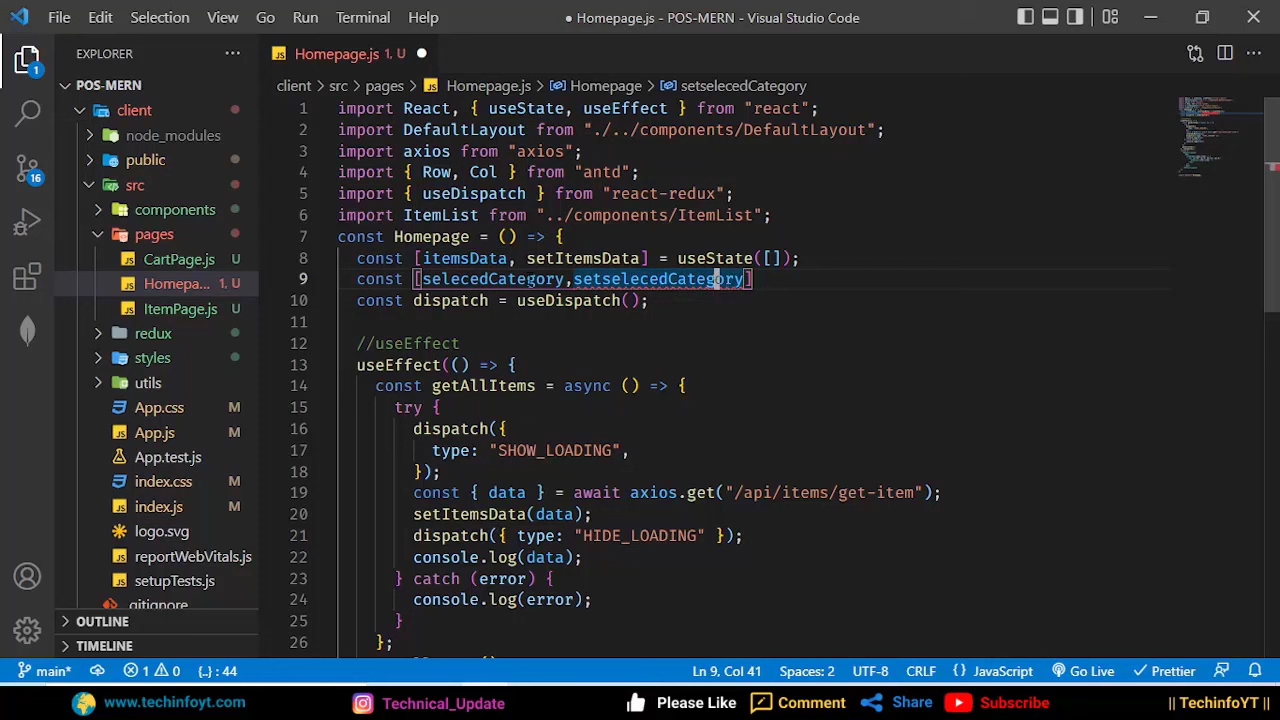 File Edit Selection View Go Run Terminal Help
● Homepage.js - POS-MERN - Visual Studio Code
EXPLORER
Homepage.js 1, U
POS-MERN
client > src > pages > Homepage.js > Homepage > setselecedCategory
client
node_modules
public
src
components
pages
CartPage.js U
Homepa... 1, U
ItemPage.js U
redux
styles
utils
App.css M
App.js M
App.test.js
index.css M
index.js M
logo.svg
reportWebVitals.js
setupTests.js
.gitignore
OUTLINE
TIMELINE
1
16
1 import React, { useState, useEffect } from "react";
2 import DefaultLayout from "./../components/DefaultLayout";
3 import axios from "axios";
4 import { Row, Col } from "antd";
5 import { useDispatch } from "react-redux";
6 import ItemList from "../components/ItemList";
7 const Homepage = () => {
8 const [itemsData, setItemsData] = useState([]);
9 const [selecedCategory,setselecedCategory]
10 const dispatch = useDispatch();
11
12 //useEffect
13 useEffect(() => {
14 const getAllItems = async () => {
15 try {
16 dispatch({
17 type: "SHOW_LOADING",
18 });
19 const { data } = await axios.get("/api/items/get-item");
20 setItemsData(data);
21 dispatch({ type: "HIDE_LOADING" });
22 console.log(data);
23 } catch (error) {
24 console.log(error);
25 }
26 };
main* 1 0 {..} : 44 Ln 9, Col 41 Spaces: 2 UTF-8 CRLF {} JavaScript Go Live Prettier
www.techinfoyt.com Technical_Update Please Like Comment Share Subscribe || TechinfoYT ||